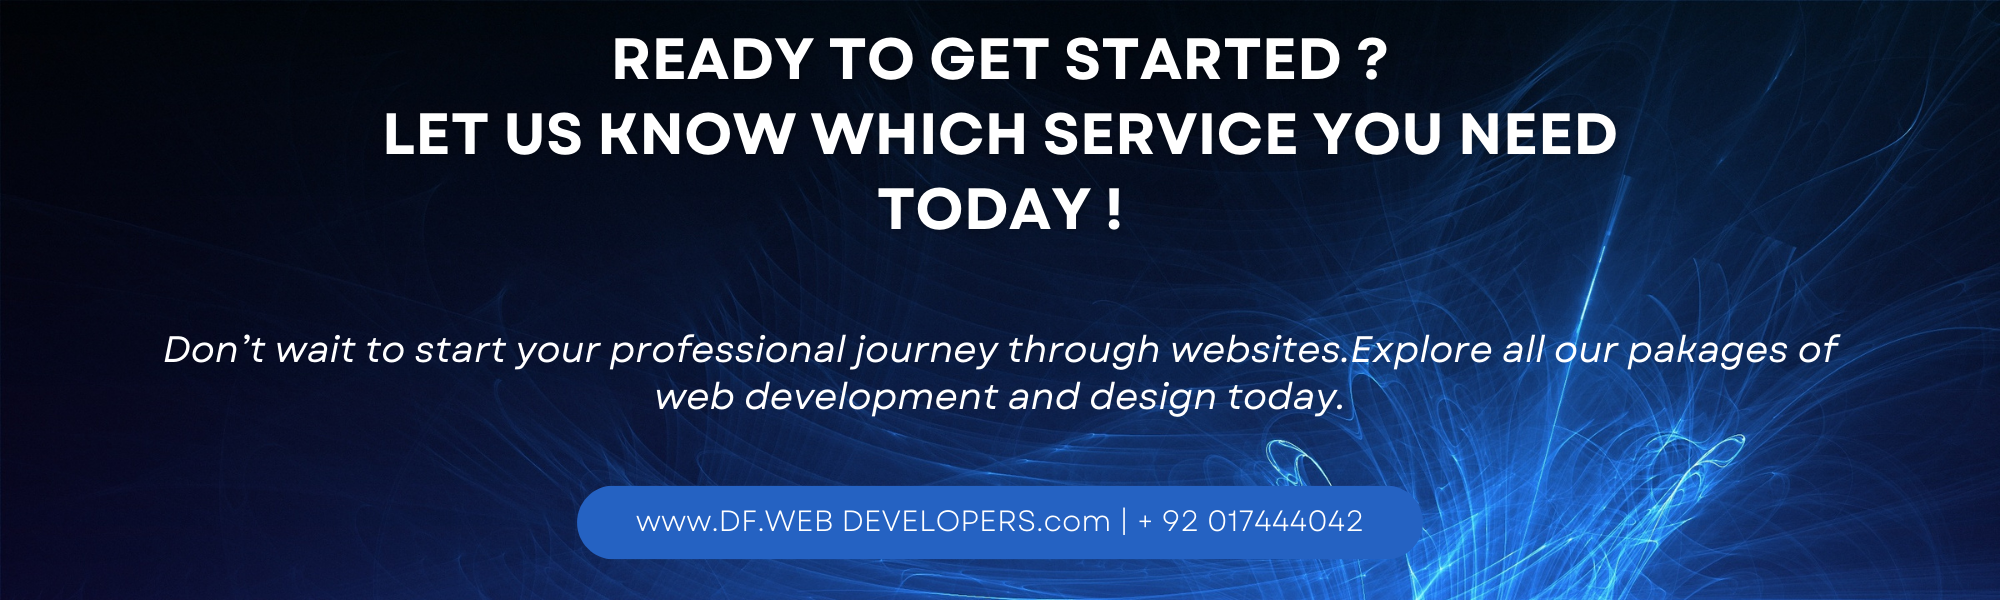 READY TO GET STARTED ?
LET US KNOW WHICH SERVICE YOU NEED
TODAY !
Don’t wait to start your professional journey through websites.Explore all our pakages of
web development and design today.
www.DF.WEB DEVELOPERS.com | + 92 017444042